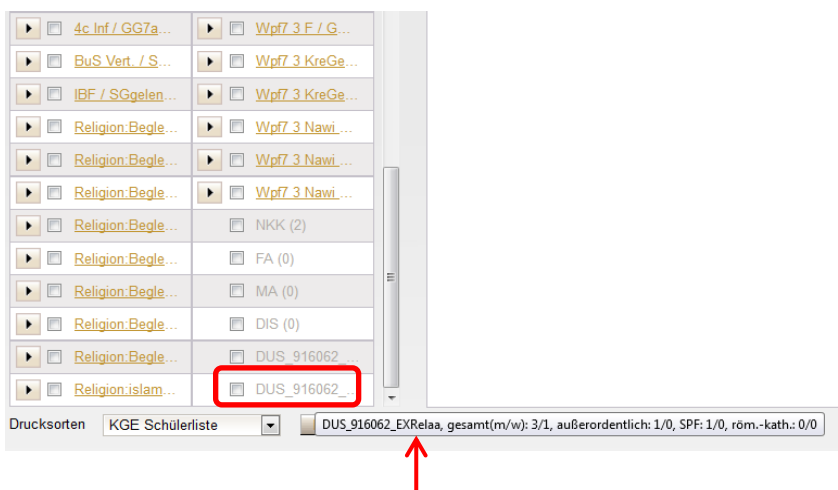 4c Inf / GG7a...
Wpf7 3 F / G...
BuS Vert. / S...
Wpf7 3 KreGe...
IBF / SGgelen...
Wpf7 3 KreGe...
Religion:Begle...
Wpf7 3 Nawi ...
Religion:Begle...
Wpf7 3 Nawi ...
Religion:Begle...
Wpf7 3 Nawi ...
Religion:Begle...
NKK (2)
Religion:Begle...
FA (0)
Religion:Begle...
MA (0)
Religion:Begle...
DIS (0)
Religion:Begle...
DUS_916062_...
Religion:islam...
DUS_916062_...
Drucksorten
KGE Schülerliste
DUS_916062_EXRelaa, gesamt(m/w): 3/1, außerordentlich: 1/0, SPF: 1/0, röm.-kath.: 0/0